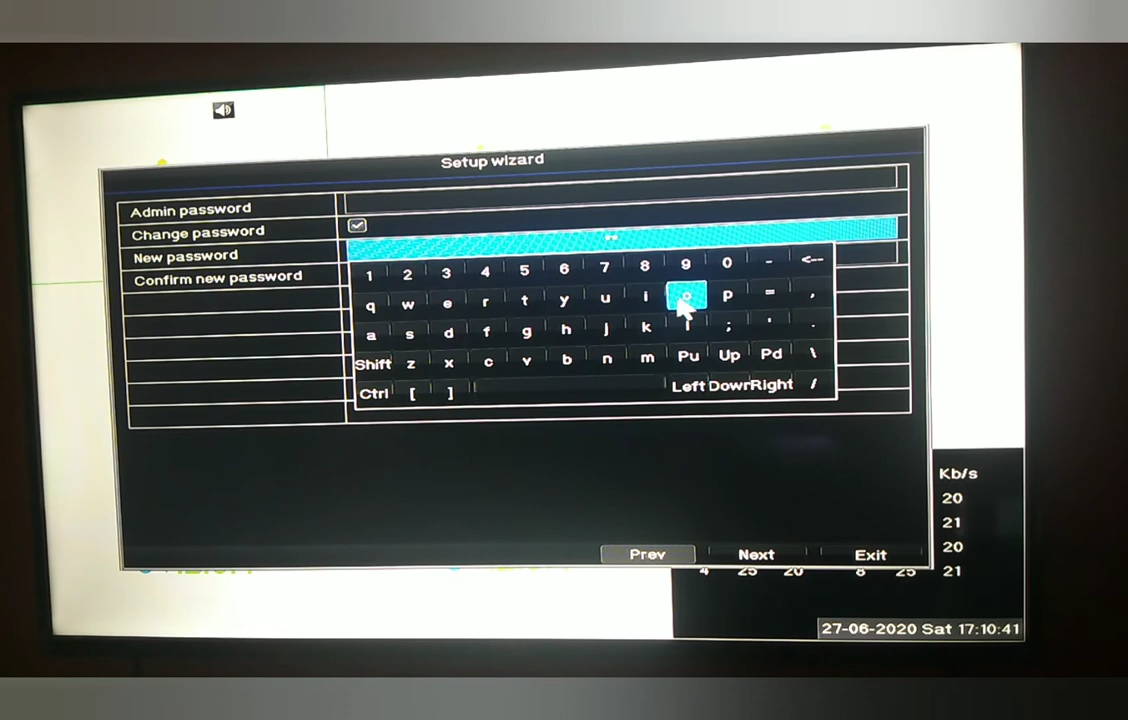 Setup wizard
Admin password
Change password
New password
**
Confirm new password
1 2 3 4 5 6 7 8 9 0 - <--
q w e r t y u i o p = ,
a s d f g h j k l ; ' .
Shift z x c v b n m Pu Up Pd \
Ctrl [ ] Left Down Right /
Prev Next Exit
Kb/s
20
21
20
4 25 20 8 25 21
27-06-2020 Sat 17:10:41